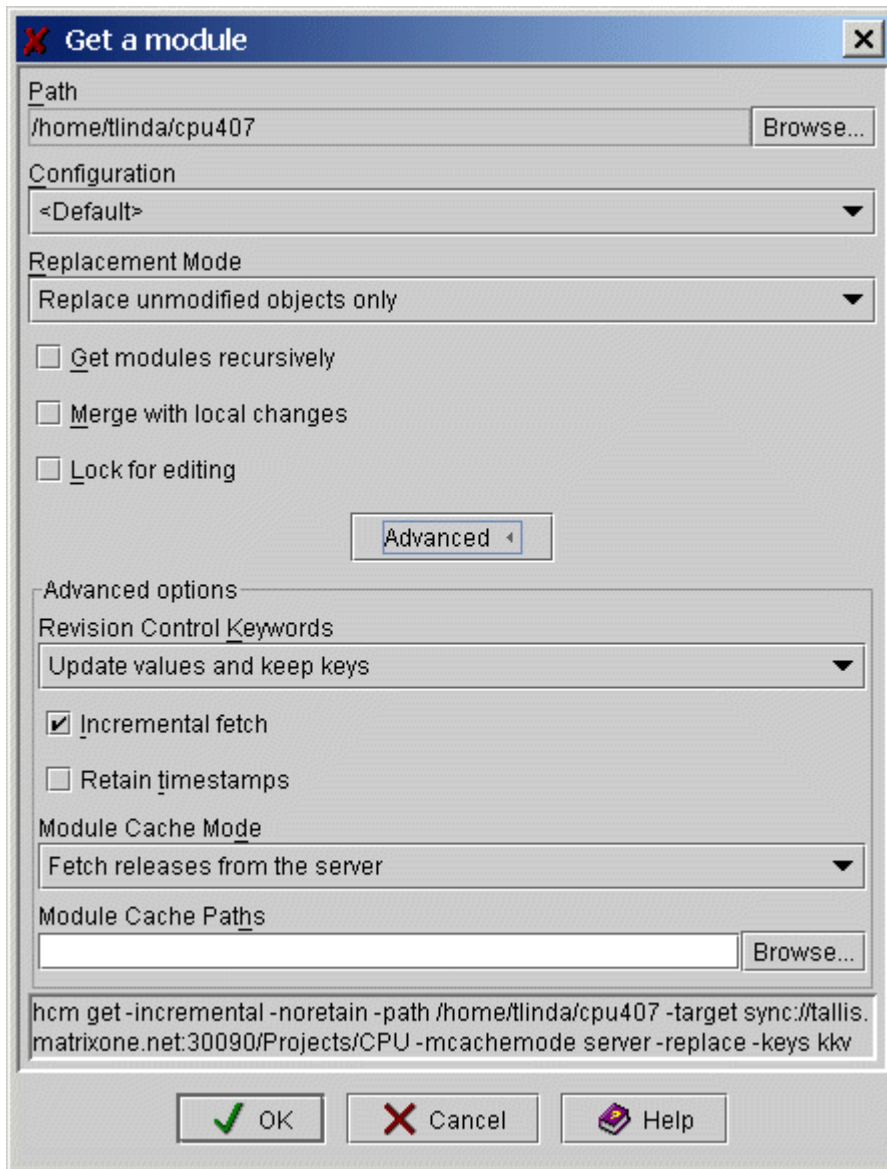 Get a module
Path
/home/tlinda/cpu407
Browse...
Configuration
<Default>
Replacement Mode
Replace unmodified objects only
Get modules recursively
Merge with local changes
Lock for editing
Advanced
Advanced options
Revision Control Keywords
Update values and keep keys
Incremental fetch
Retain timestamps
Module Cache Mode
Fetch releases from the server
Module Cache Paths
Browse...
hcm get -incremental -noretain -path /home/tlinda/cpu407 -target sync://tallis.
matrixone.net:30090/Projects/CPU -mcachemode server -replace -keys kkv
OK Cancel Help